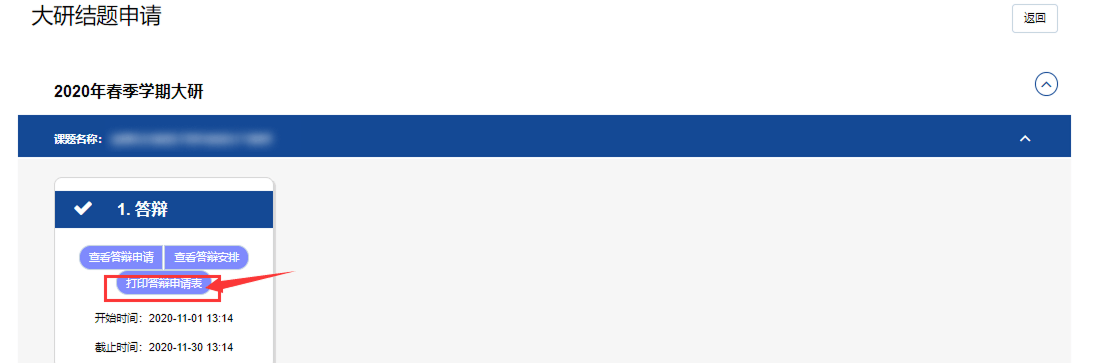 大研结题申请
返回
2020年春季学期大研
课题名称:
1. 答辩
查看答辩申请 查看答辩安排
打印答辩申请表
开始时间: 2020-11-01 13:14
截止时间: 2020-11-30 13:14